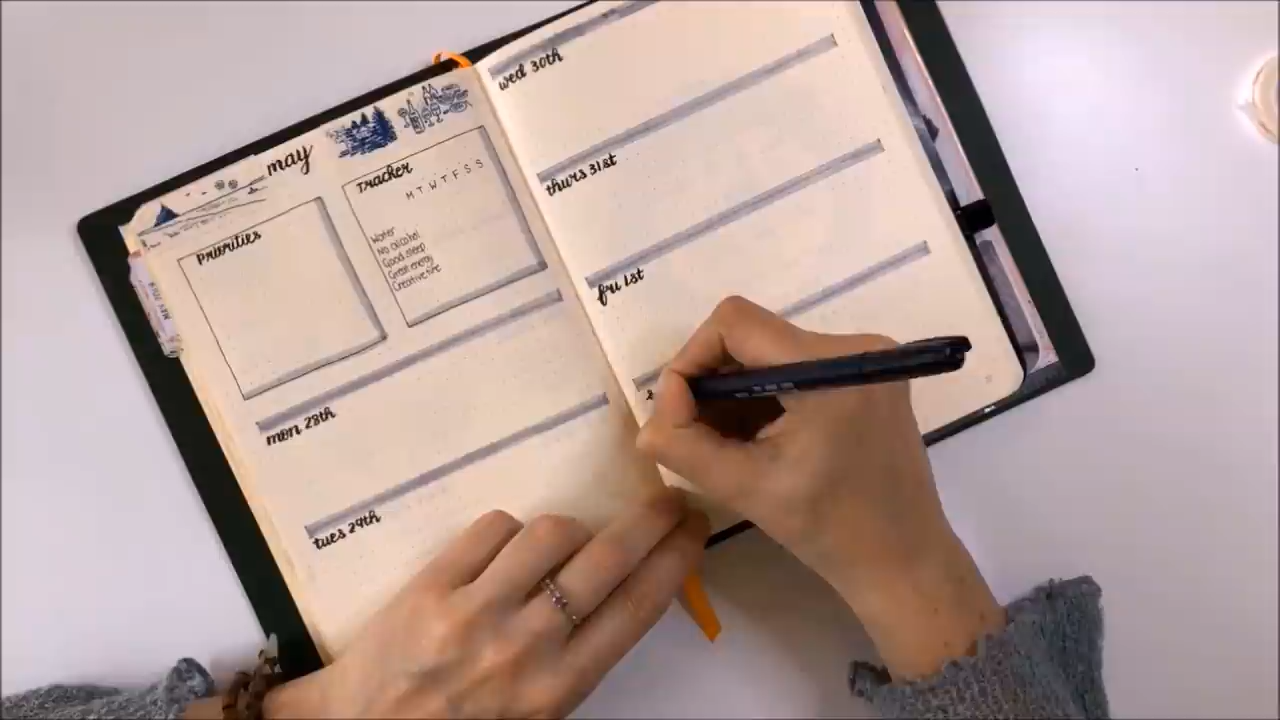 may
Priorities
Tracker
M T W T F S S
Water
No alcohol
Good sleep
Great energy
Creative time
mon 28th
tues 29th
wed 30th
thurs 31st
fri 1st
s